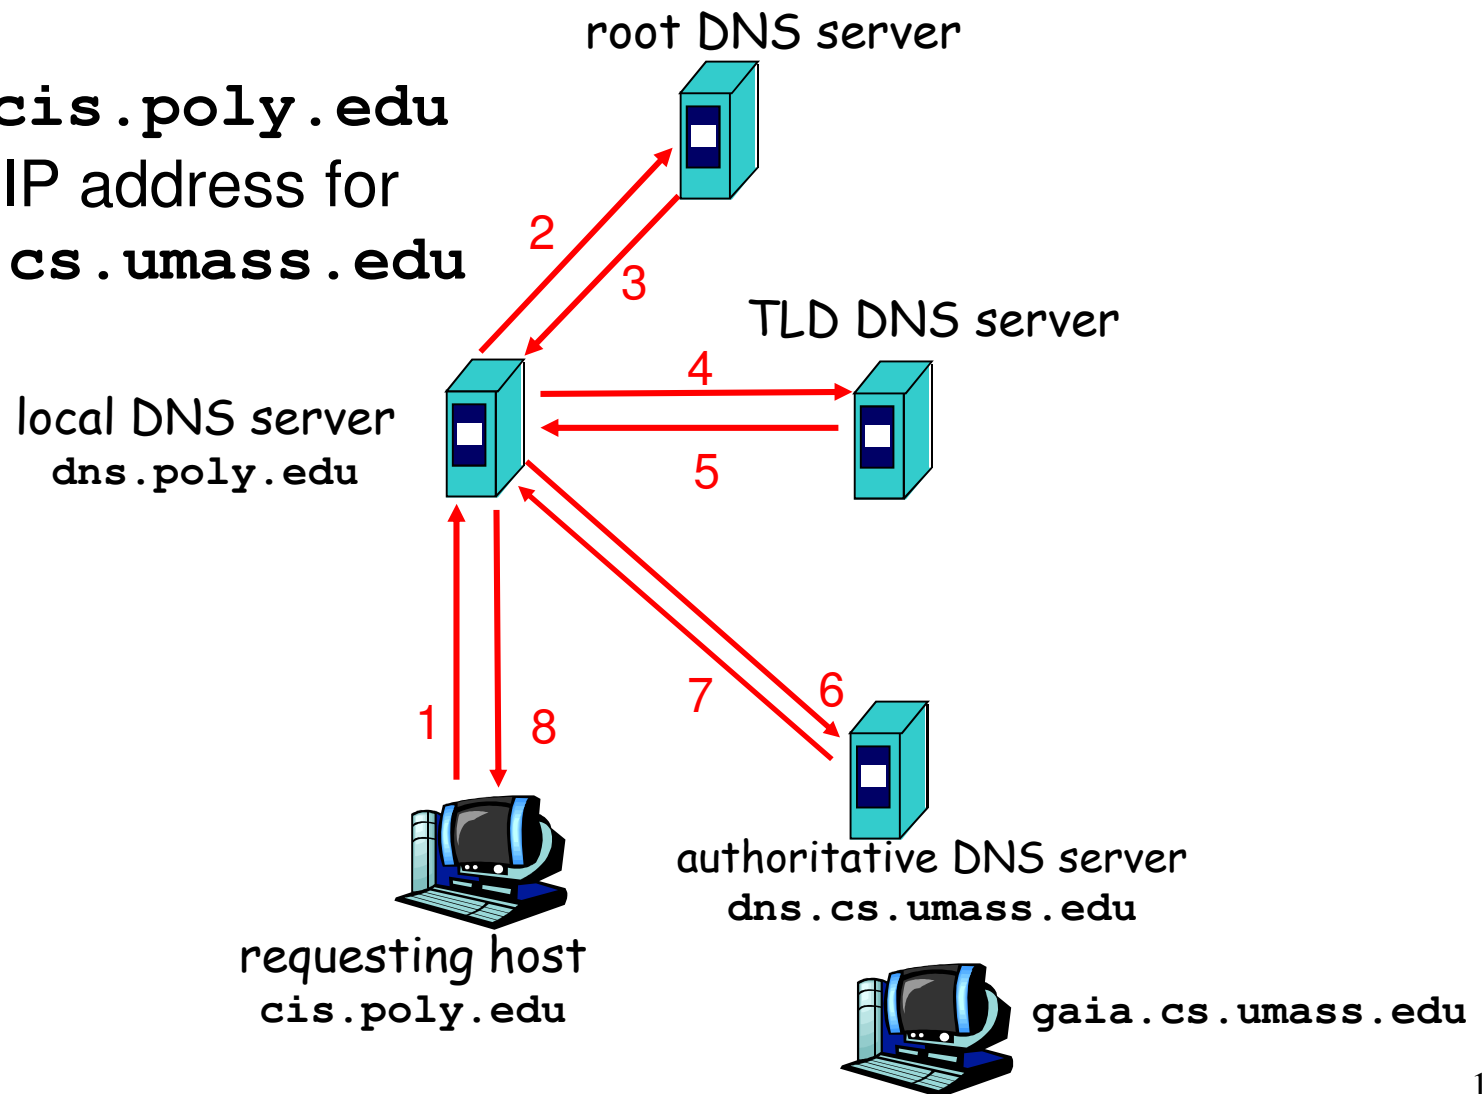 root DNS server
cis.poly.edu
IP address for
cs.umass.edu
2
3
TLD DNS server
4
local DNS server
dns.poly.edu
5
7
6
1
8
authoritative DNS server
dns.cs.umass.edu
requesting host
cis.poly.edu
gaia.cs.umass.edu
1